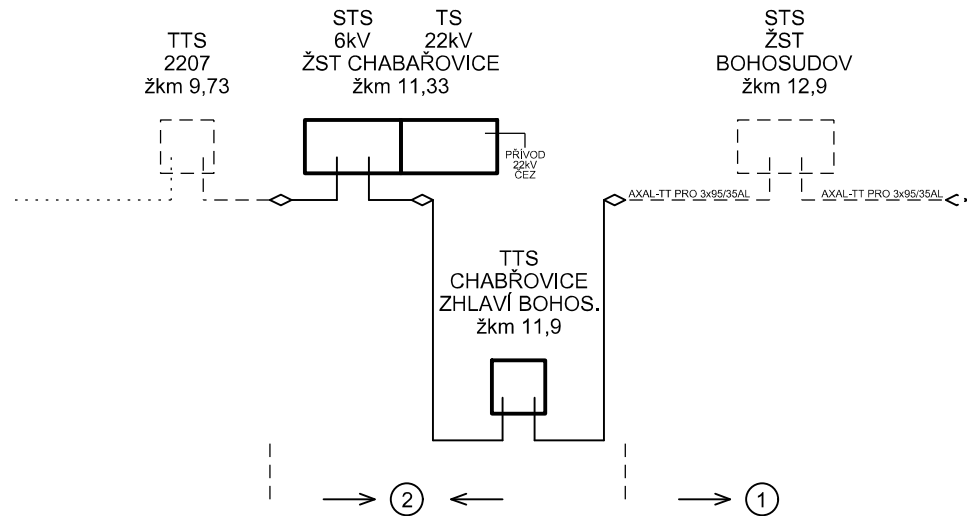 TTS
2207
žkm 9,73
STS
6kV
TS
22kV
ŽST CHABAŘOVICE
žkm 11,33
STS
ŽST
BOHOSUDOV
žkm 12,9
PŘÍVOD
22kV
ČEZ
AXAL-TT PRO 3x95/35AL
AXAL-TT PRO 3x95/35AL
TTS
CHABŘOVICE
ZHLAVÍ BOHOS.
žkm 11,9
2
1